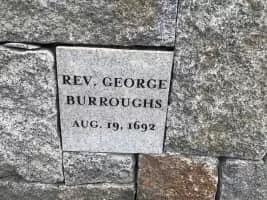 REV. GEORGE
BURROUGHS
AUG. 19, 1692